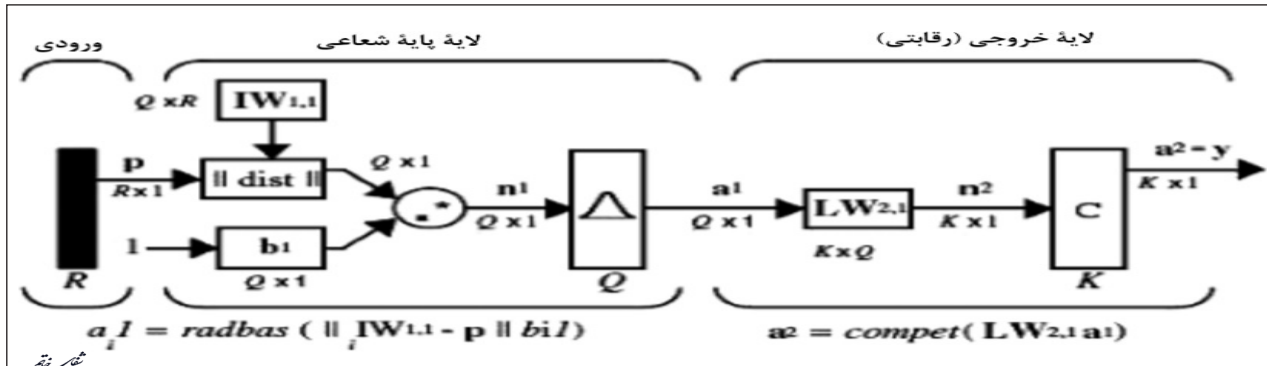 ورودی
لایهٔ پایهٔ شعاعی
لایهٔ خروجی (رقابتی)
Q x R
IW1,1
p
R x 1
|| dist ||
Q x 1
1
b1
Q x 1
.*
n1
Q x 1
a1
Q x 1
LW2,1
K x Q
n2
K x 1
C
a2 = y
K x 1
R
Q
K
ai1 = radbas ( || iIW1,1 - p || bi1)
a2 = compet( LW2,1 a1)